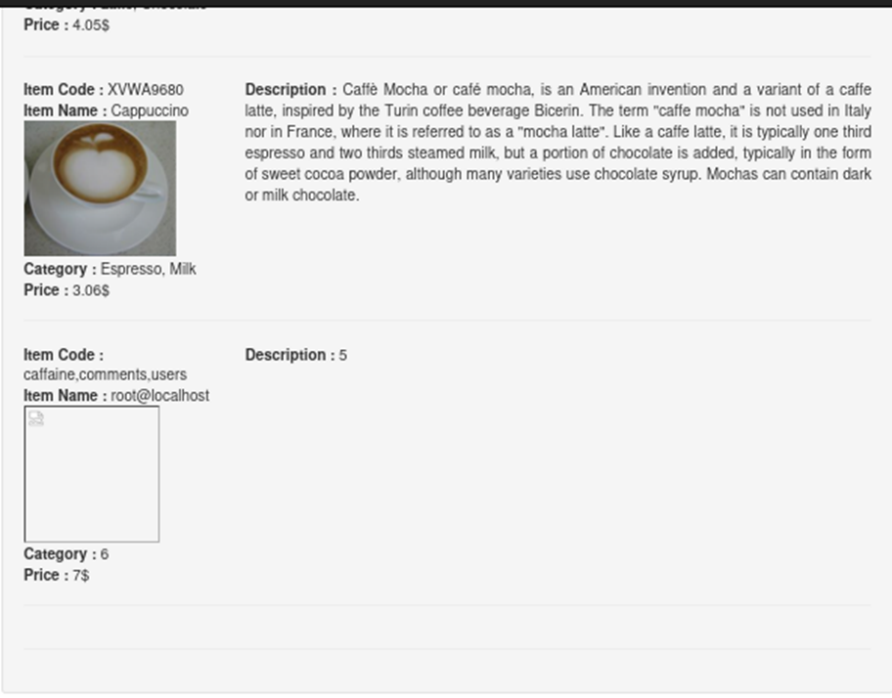 Price : 4.05$
Item Code : XVWA9680
Item Name : Cappuccino
Category : Espresso, Milk
Price : 3.06$
Description : Caffè Mocha or café mocha, is an American invention and a variant of a caffe
latte, inspired by the Turin coffee beverage Bicerin. The term "caffe mocha" is not used in Italy
nor in France, where it is referred to as a "mocha latte". Like a caffe latte, it is typically one third
espresso and two thirds steamed milk, but a portion of chocolate is added, typically in the form
of sweet cocoa powder, although many varieties use chocolate syrup. Mochas can contain dark
or milk chocolate.
Item Code :
caffaine,comments,users
Item Name : root@localhost
Category : 6
Price : 7$
Description : 5